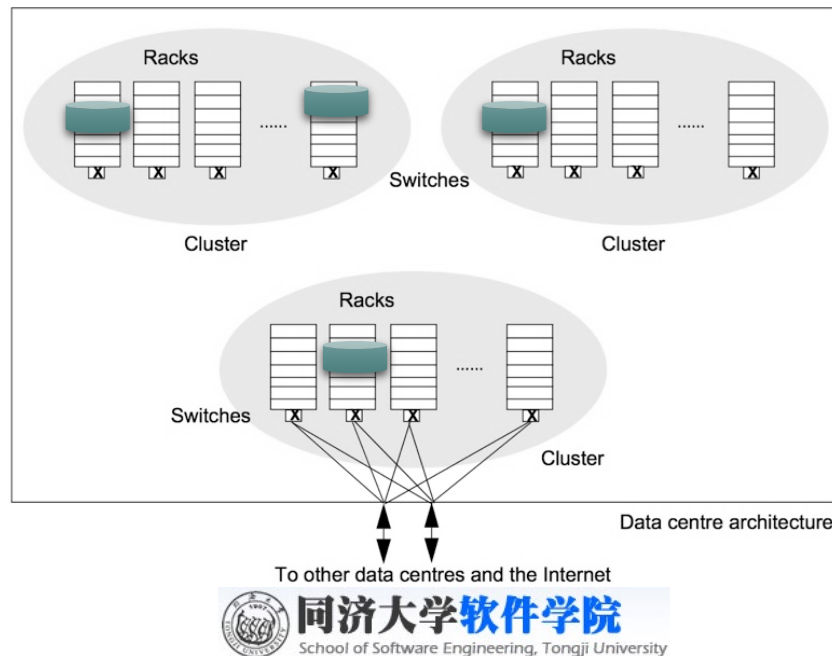 Racks
Racks
......
......
X X X X
X X X X
Switches
Cluster
Cluster
Racks
......
Switches
X X X X
Cluster
Data centre architecture
To other data centres and the Internet
同济大学软件学院
School of Software Engineering, Tongji University